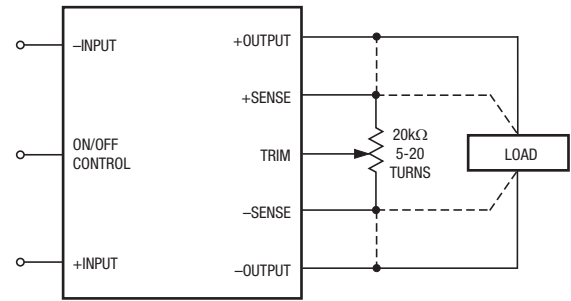 –INPUT
ON/OFF
CONTROL
+INPUT
+OUTPUT
+SENSE
TRIM
–SENSE
–OUTPUT
20kΩ
5-20
TURNS
LOAD